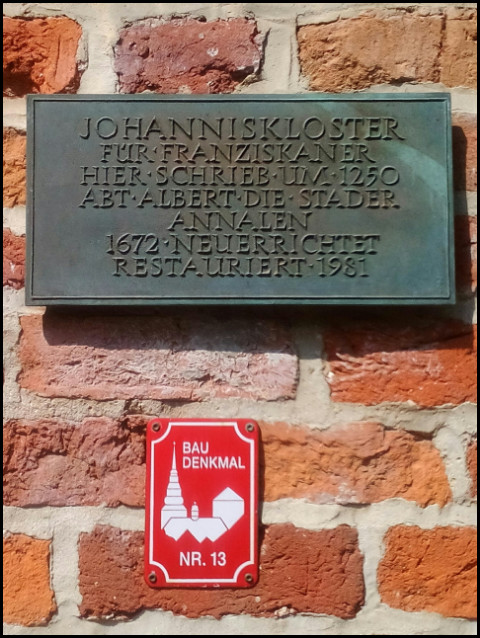 JOHANNISKLOSTER
FÜR·FRANZISKANER
HIER·SCHRIEB·UM·1250
ABT·ALBERT·DIE·STADER
ANNALEN
1672·NEUERRICHTET
RESTAURIERT·1981
BAU
DENKMAL
NR. 13